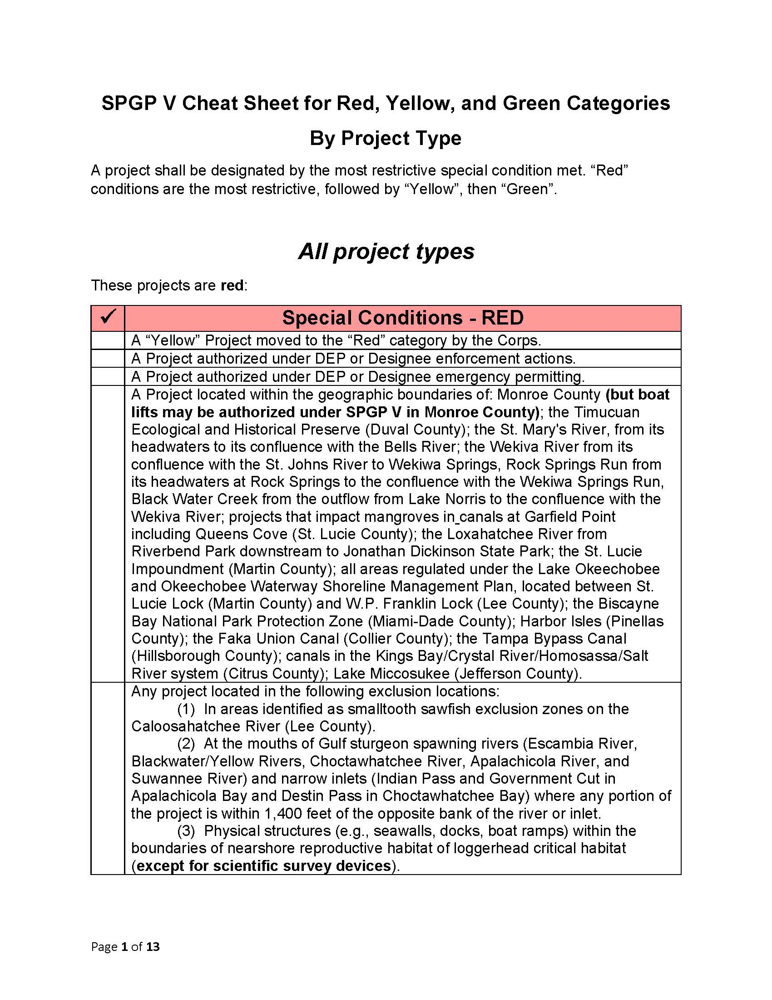 SPGP V Cheat Sheet for Red, Yellow, and Green Categories
By Project Type
A project shall be designated by the most restrictive special condition met. “Red”
conditions are the most restrictive, followed by “Yellow”, then “Green”.
All project types
These projects are red:
✓ Special Conditions - RED
A “Yellow” Project moved to the “Red” category by the Corps.
A Project authorized under DEP or Designee enforcement actions.
A Project authorized under DEP or Designee emergency permitting.
A Project located within the geographic boundaries of: Monroe County (but boat
lifts may be authorized under SPGP V in Monroe County); the Timucuan
Ecological and Historical Preserve (Duval County); the St. Mary's River, from its
headwaters to its confluence with the Bells River; the Wekiva River from its
confluence with the St. Johns River to Wekiwa Springs, Rock Springs Run from
its headwaters at Rock Springs to the confluence with the Wekiwa Springs Run,
Black Water Creek from the outflow from Lake Norris to the confluence with the
Wekiva River; projects that impact mangroves in canals at Garfield Point
including Queens Cove (St. Lucie County); the Loxahatchee River from
Riverbend Park downstream to Jonathan Dickinson State Park; the St. Lucie
Impoundment (Martin County); all areas regulated under the Lake Okeechobee
and Okeechobee Waterway Shoreline Management Plan, located between St.
Lucie Lock (Martin County) and W.P. Franklin Lock (Lee County); the Biscayne
Bay National Park Protection Zone (Miami-Dade County); Harbor Isles (Pinellas
County); the Faka Union Canal (Collier County); the Tampa Bypass Canal
(Hillsborough County); canals in the Kings Bay/Crystal River/Homosassa/Salt
River system (Citrus County); Lake Miccosukee (Jefferson County).
Any project located in the following exclusion locations:
(1) In areas identified as smalltooth sawfish exclusion zones on the
Caloosahatchee River (Lee County).
(2) At the mouths of Gulf sturgeon spawning rivers (Escambia River,
Blackwater/Yellow Rivers, Choctawhatchee River, Apalachicola River, and
Suwannee River) and narrow inlets (Indian Pass and Government Cut in
Apalachicola Bay and Destin Pass in Choctawhatchee Bay) where any portion of
the project is within 1,400 feet of the opposite bank of the river or inlet.
(3) Physical structures (e.g., seawalls, docks, boat ramps) within the
boundaries of nearshore reproductive habitat of loggerhead critical habitat
(except for scientific survey devices).
Page 1 of 13